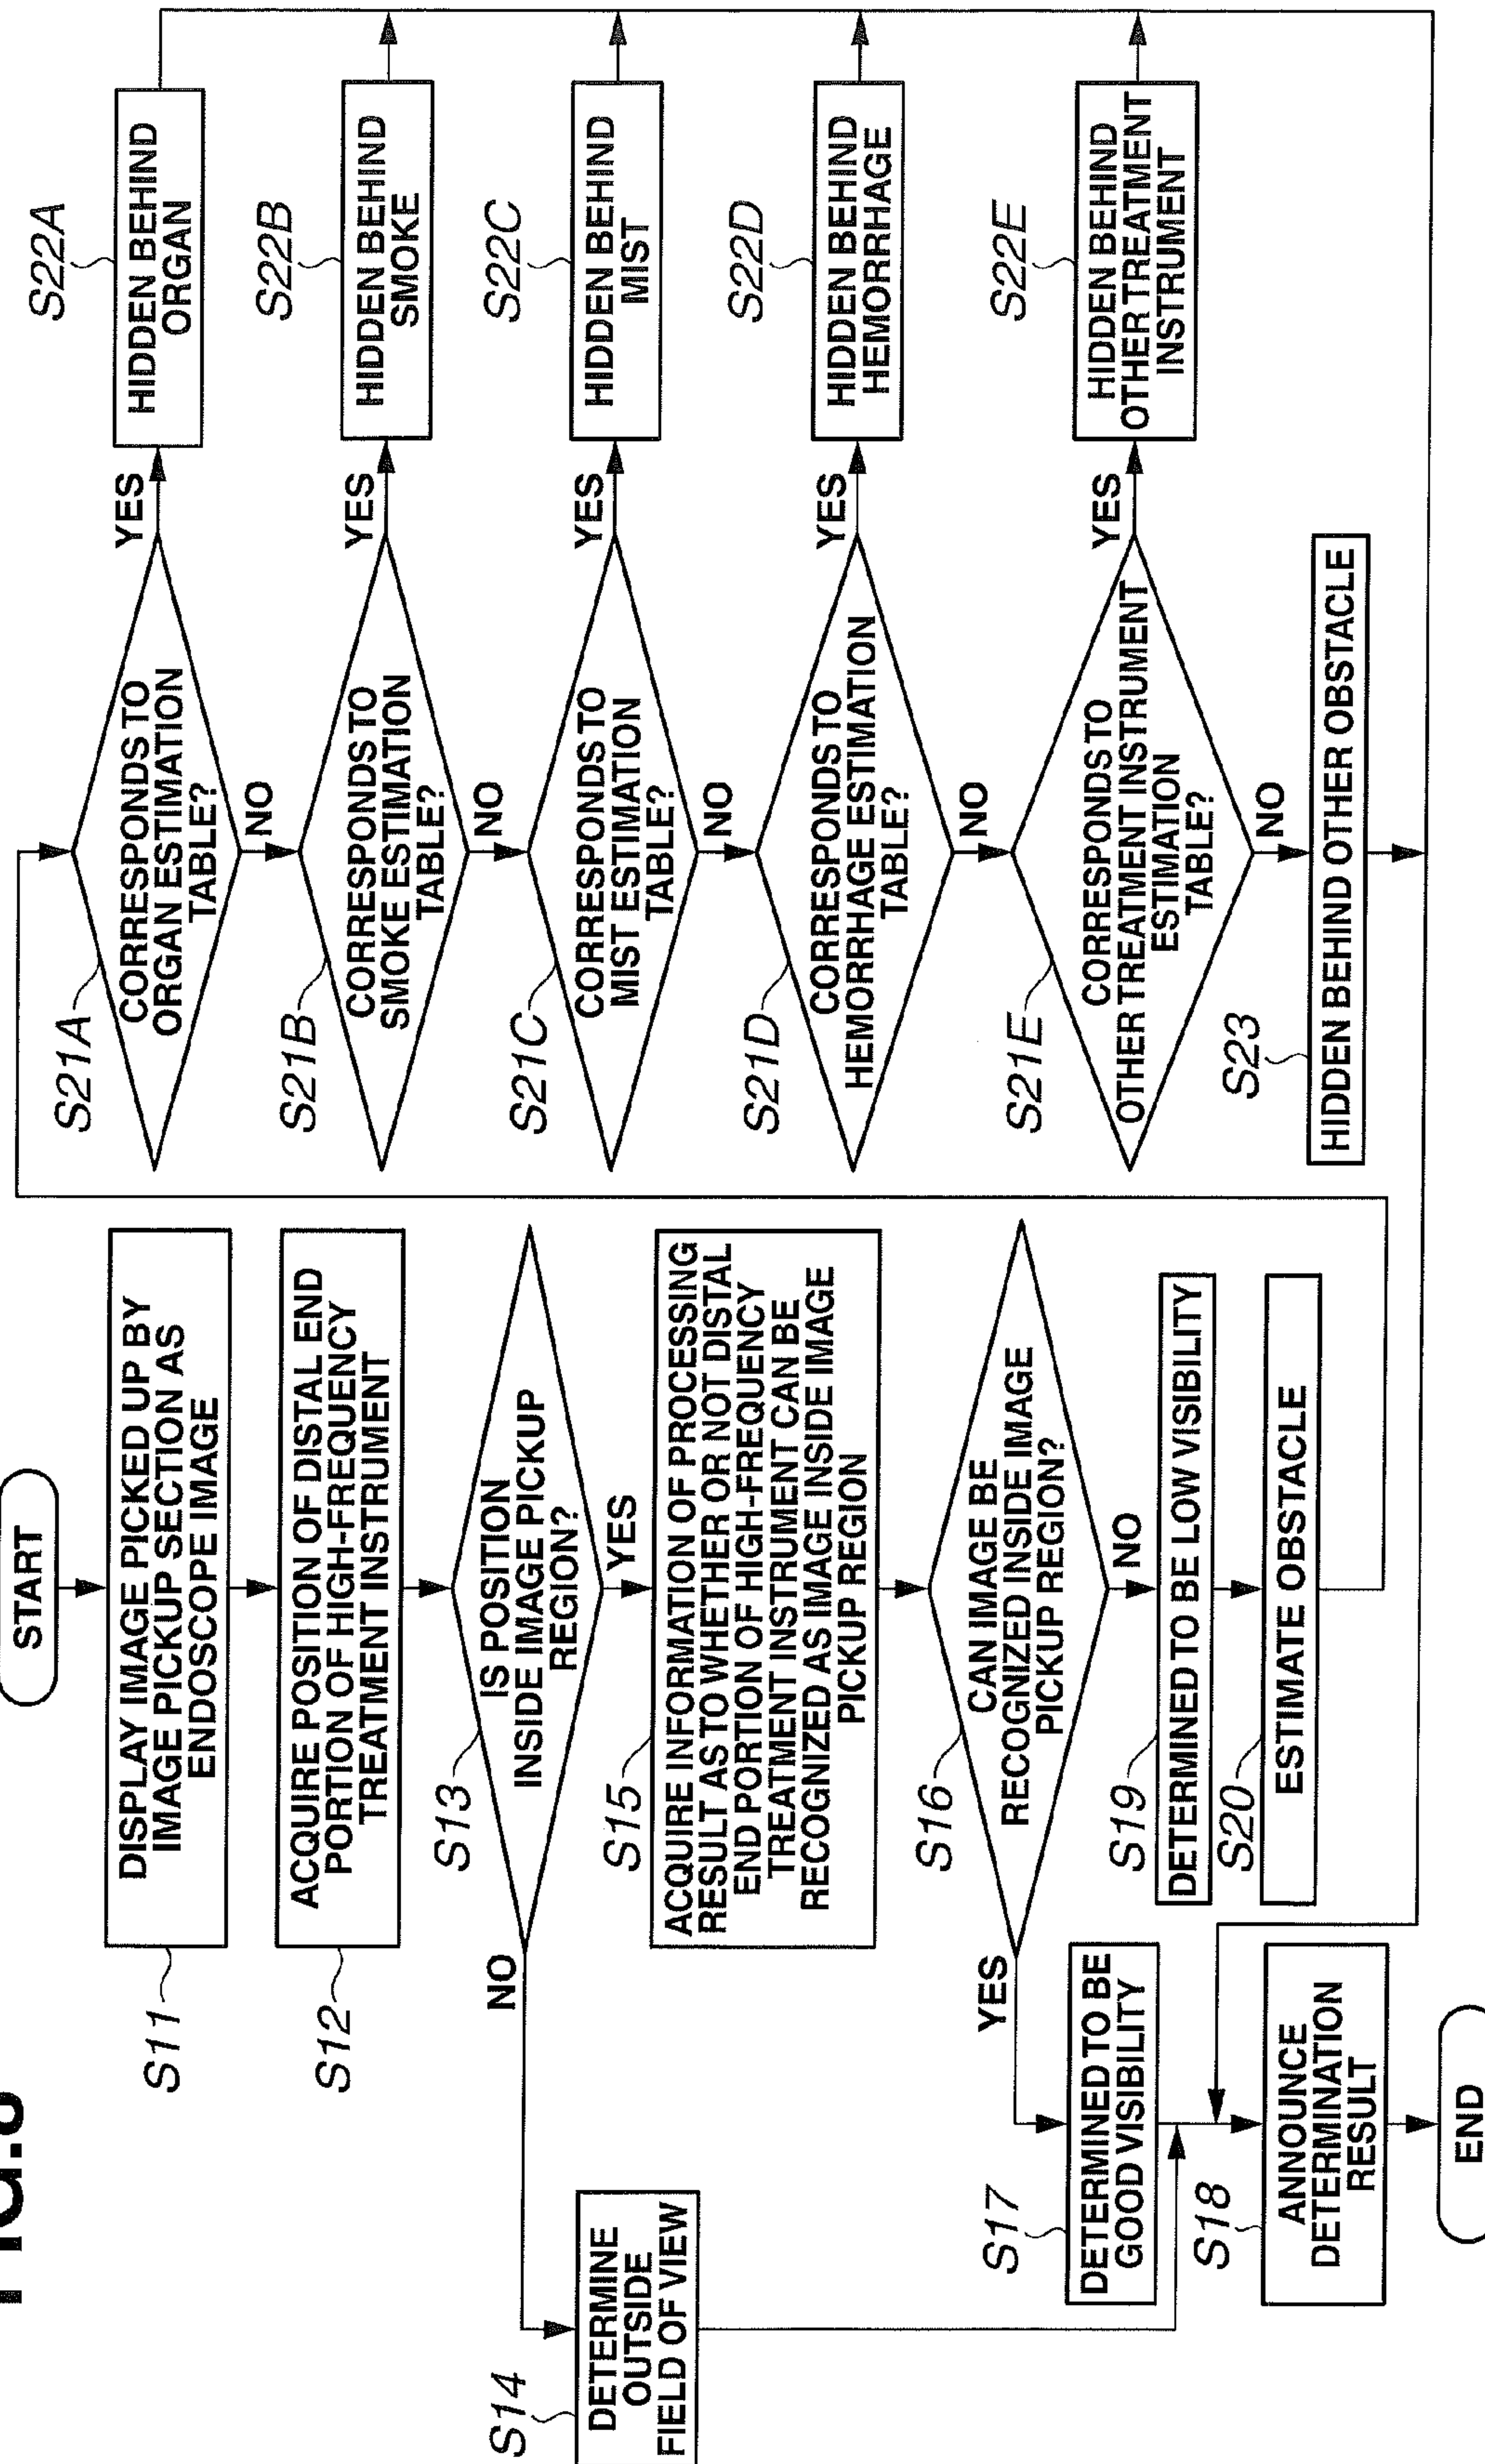 FIG.8
START
S11
DISPLAY IMAGE PICKED UP BY
IMAGE PICKUP SECTION AS
ENDOSCOPE IMAGE
S12
ACQUIRE POSITION OF DISTAL END
PORTION OF HIGH-FREQUENCY
TREATMENT INSTRUMENT
S13
IS POSITION
INSIDE IMAGE PICKUP
REGION?
NO
YES
S14
DETERMINE
OUTSIDE
FIELD OF VIEW
S15
ACQUIRE INFORMATION OF PROCESSING
RESULT AS TO WHETHER OR NOT DISTAL
END PORTION OF HIGH-FREQUENCY
TREATMENT INSTRUMENT CAN BE
RECOGNIZED AS IMAGE INSIDE IMAGE
PICKUP REGION
S16
CAN IMAGE BE
RECOGNIZED INSIDE IMAGE
PICKUP REGION?
YES
NO
S17
DETERMINED TO BE
GOOD VISIBILITY
S19
DETERMINED TO BE LOW VISIBILITY
S20
ESTIMATE OBSTACLE
S18
ANNOUNCE
DETERMINATION
RESULT
END
S21A
CORRESPONDS TO
ORGAN ESTIMATION
TABLE?
YES
NO
S22A
HIDDEN BEHIND
ORGAN
S21B
CORRESPONDS TO
SMOKE ESTIMATION
TABLE?
YES
NO
S22B
HIDDEN BEHIND
SMOKE
S21C
CORRESPONDS TO
MIST ESTIMATION
TABLE?
YES
NO
S22C
HIDDEN BEHIND
MIST
S21D
CORRESPONDS TO
HEMORRHAGE ESTIMATION
TABLE?
YES
NO
S22D
HIDDEN BEHIND
HEMORRHAGE
S21E
CORRESPONDS TO
OTHER TREATMENT INSTRUMENT
ESTIMATION
TABLE?
YES
NO
S22E
HIDDEN BEHIND
OTHER TREATMENT
INSTRUMENT
S23
HIDDEN BEHIND OTHER OBSTACLE